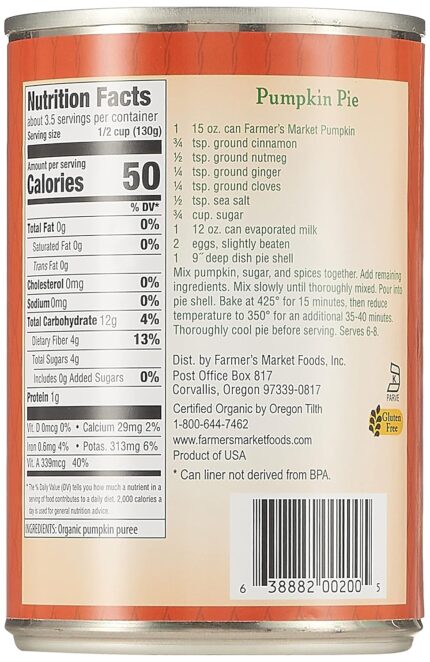 Nutrition Facts
about 3.5 servings per container
Serving size 1/2 cup (130g)
Amount per serving
Calories 50
% DV*
Total Fat 0g 0%
Saturated Fat 0g 0%
Trans Fat 0g
Cholesterol 0mg 0%
Sodium 0mg 0%
Total Carbohydrate 12g 4%
Dietary Fiber 4g 13%
Total Sugars 4g
Includes 0g Added Sugars 0%
Protein 1g
Vit. D 0mcg 0% • Calcium 29mg 2%
Iron 0.6mg 4% • Potas. 313mg 6%
Vit. A 339mcg 40%
*The % Daily Value (DV) tells you how much a nutrient in a
serving of food contributes to a daily diet. 2,000 calories a
day is used for general nutrition advice.
INGREDIENTS: Organic pumpkin puree
Pumpkin Pie
1 15 oz. can Farmer's Market Pumpkin
¾ tsp. ground cinnamon
½ tsp. ground nutmeg
¼ tsp. ground ginger
¼ tsp. ground cloves
½ tsp. sea salt
¾ cup. sugar
1 12 oz. can evaporated milk
2 eggs, slightly beaten
1 9″ deep dish pie shell
Mix pumpkin, sugar, and spices together. Add remaining
ingredients. Mix slowly until thoroughly mixed. Pour into
pie shell. Bake at 425° for 15 minutes, then reduce
temperature to 350° for an additional 35-40 minutes.
Thoroughly cool pie before serving. Serves 6-8.
Dist. by Farmer's Market Foods, Inc.
Post Office Box 817
Corvallis, Oregon 97339-0817
Certified Organic by Oregon Tilth
1-800-644-7462
www.farmersmarketfoods.com
Product of USA
* Can liner not derived from BPA.
PARVE
Gluten
Free
6 38882 00200 5